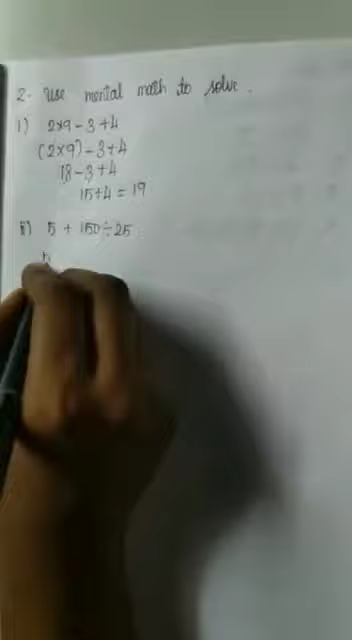 2. Use mental math to solve.
i) 2×9 - 3 + 4
(2×9) - 3 + 4
18 - 3 + 4
15 + 4 = 19
ii) 5 + 150 ÷ 25